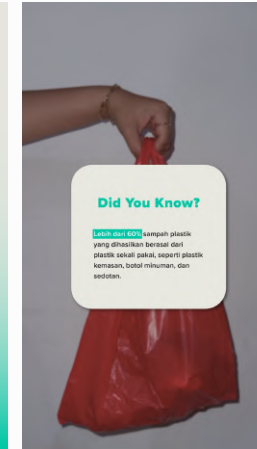 Did You Know?
Lebih dari 60% sampah plastik
yang dihasilkan berasal dari
plastik sekali pakai, seperti plastik
kemasan, botol minuman, dan
sedotan.